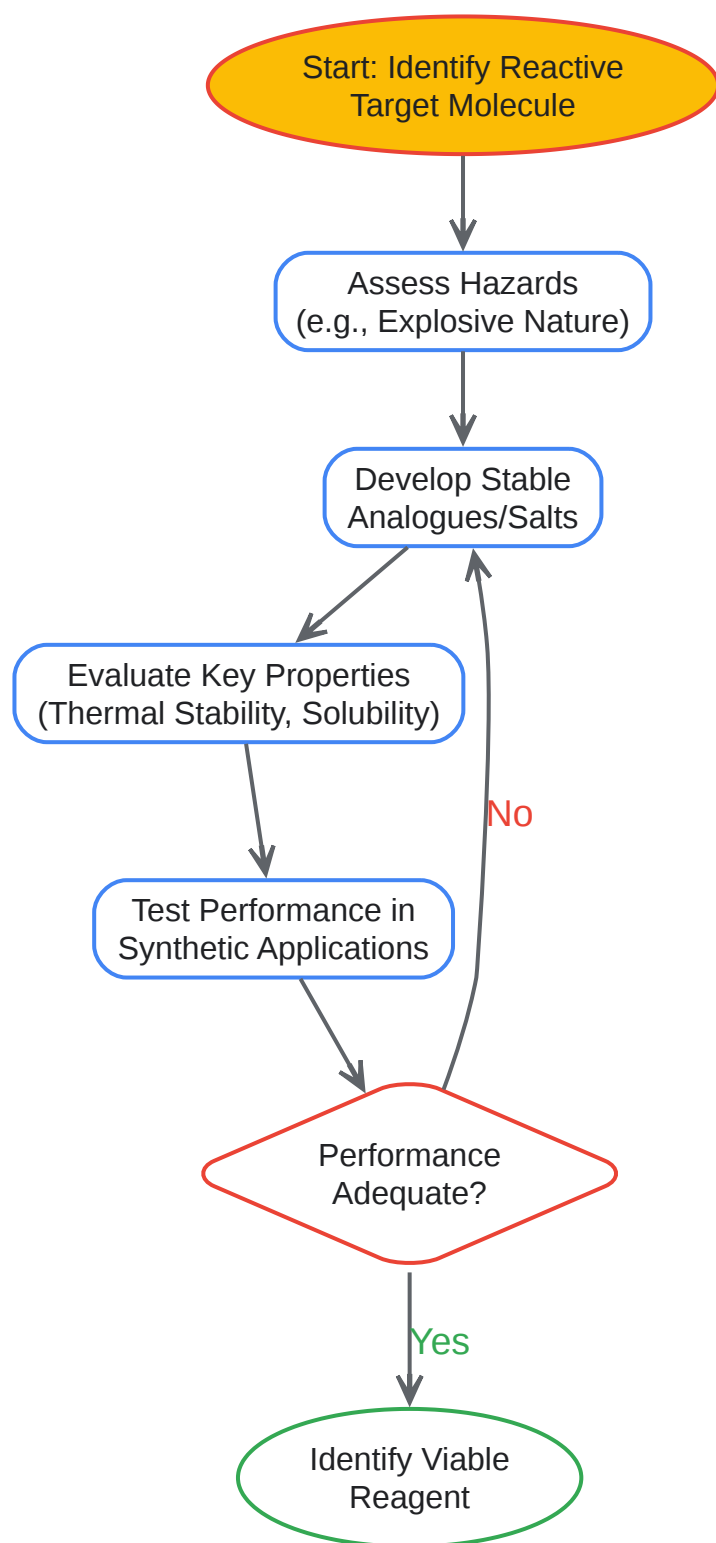 Start: Identify Reactive
Target Molecule
Assess Hazards
(e.g., Explosive Nature)
Develop Stable
Analogues/Salts
Evaluate Key Properties
(Thermal Stability, Solubility)
No
Test Performance in
Synthetic Applications
Performance
Adequate?
Yes
Identify Viable
Reagent